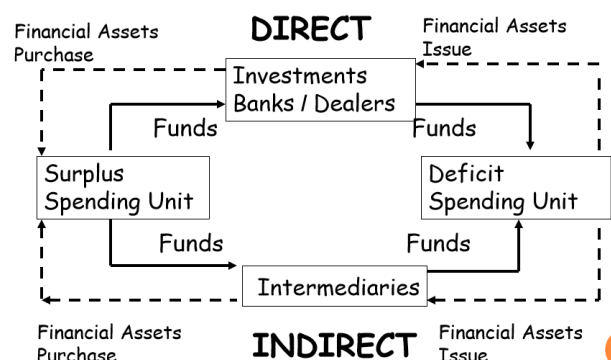 DIRECT
Financial Assets
Purchase
Financial Assets
Issue
Investments
Banks / Dealers
Funds
Funds
Surplus
Spending Unit
Deficit
Spending Unit
Funds
Funds
Intermediaries
Financial Assets
Purchase
INDIRECT
Financial Assets
Issue